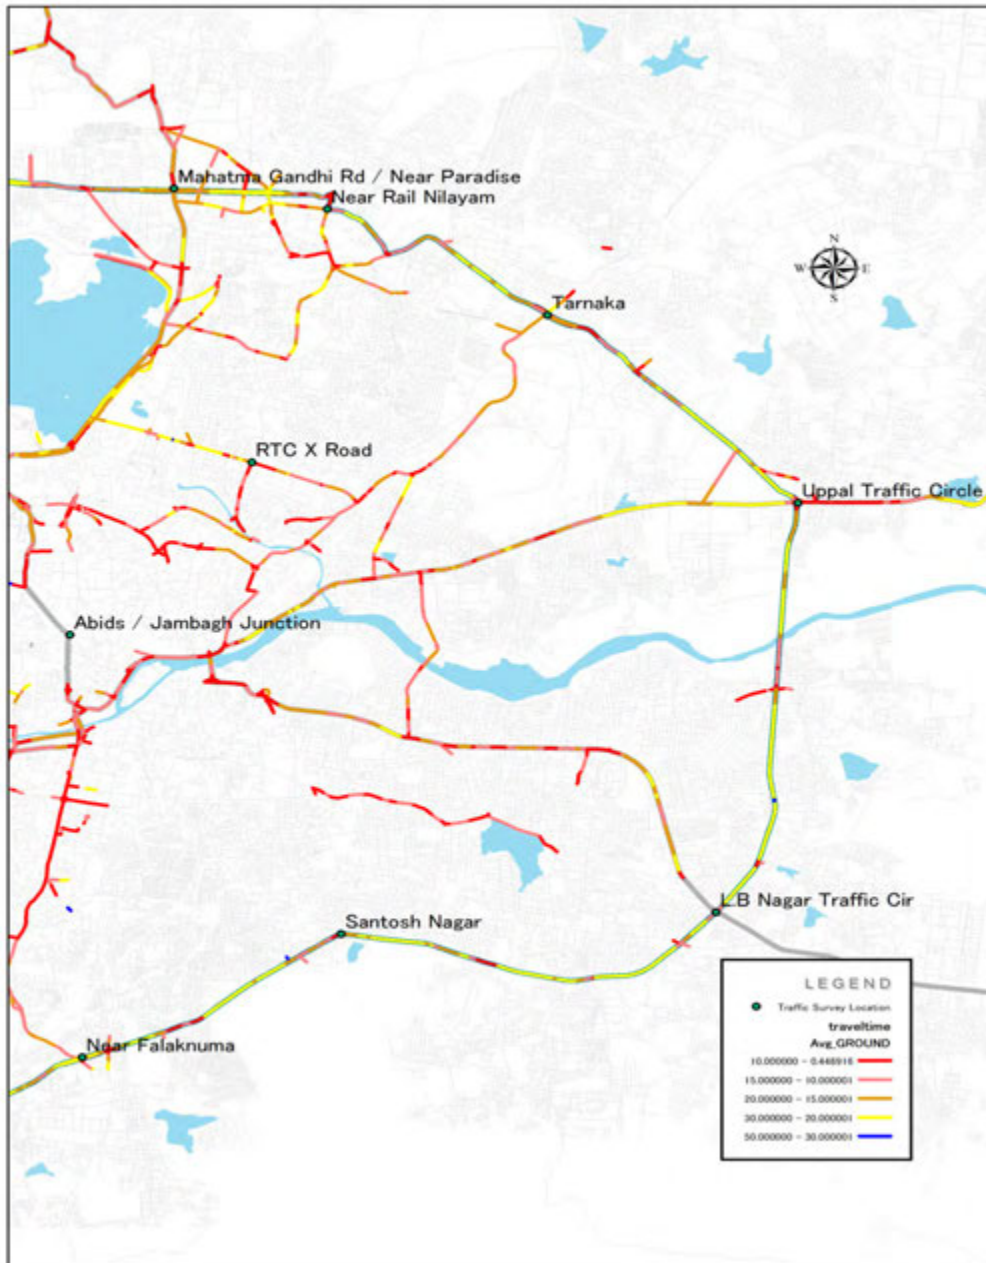 Mahatma Gandhi Rd / Near Paradise
Near Rail Nilayam
N
W E
S
Tarnaka
RTC X Road
Uppal Traffic Circle
Abids / Jambagh Junction
L.B Nagar Traffic Cir
Santosh Nagar
Near Falaknuma
LEGEND
Traffic Survey Location
traveltime
Avg_GROUND
10.000000 - 0.448916
15.000000 - 10.000001
20.000000 - 15.000001
30.000000 - 20.000001
50.000000 - 30.000001